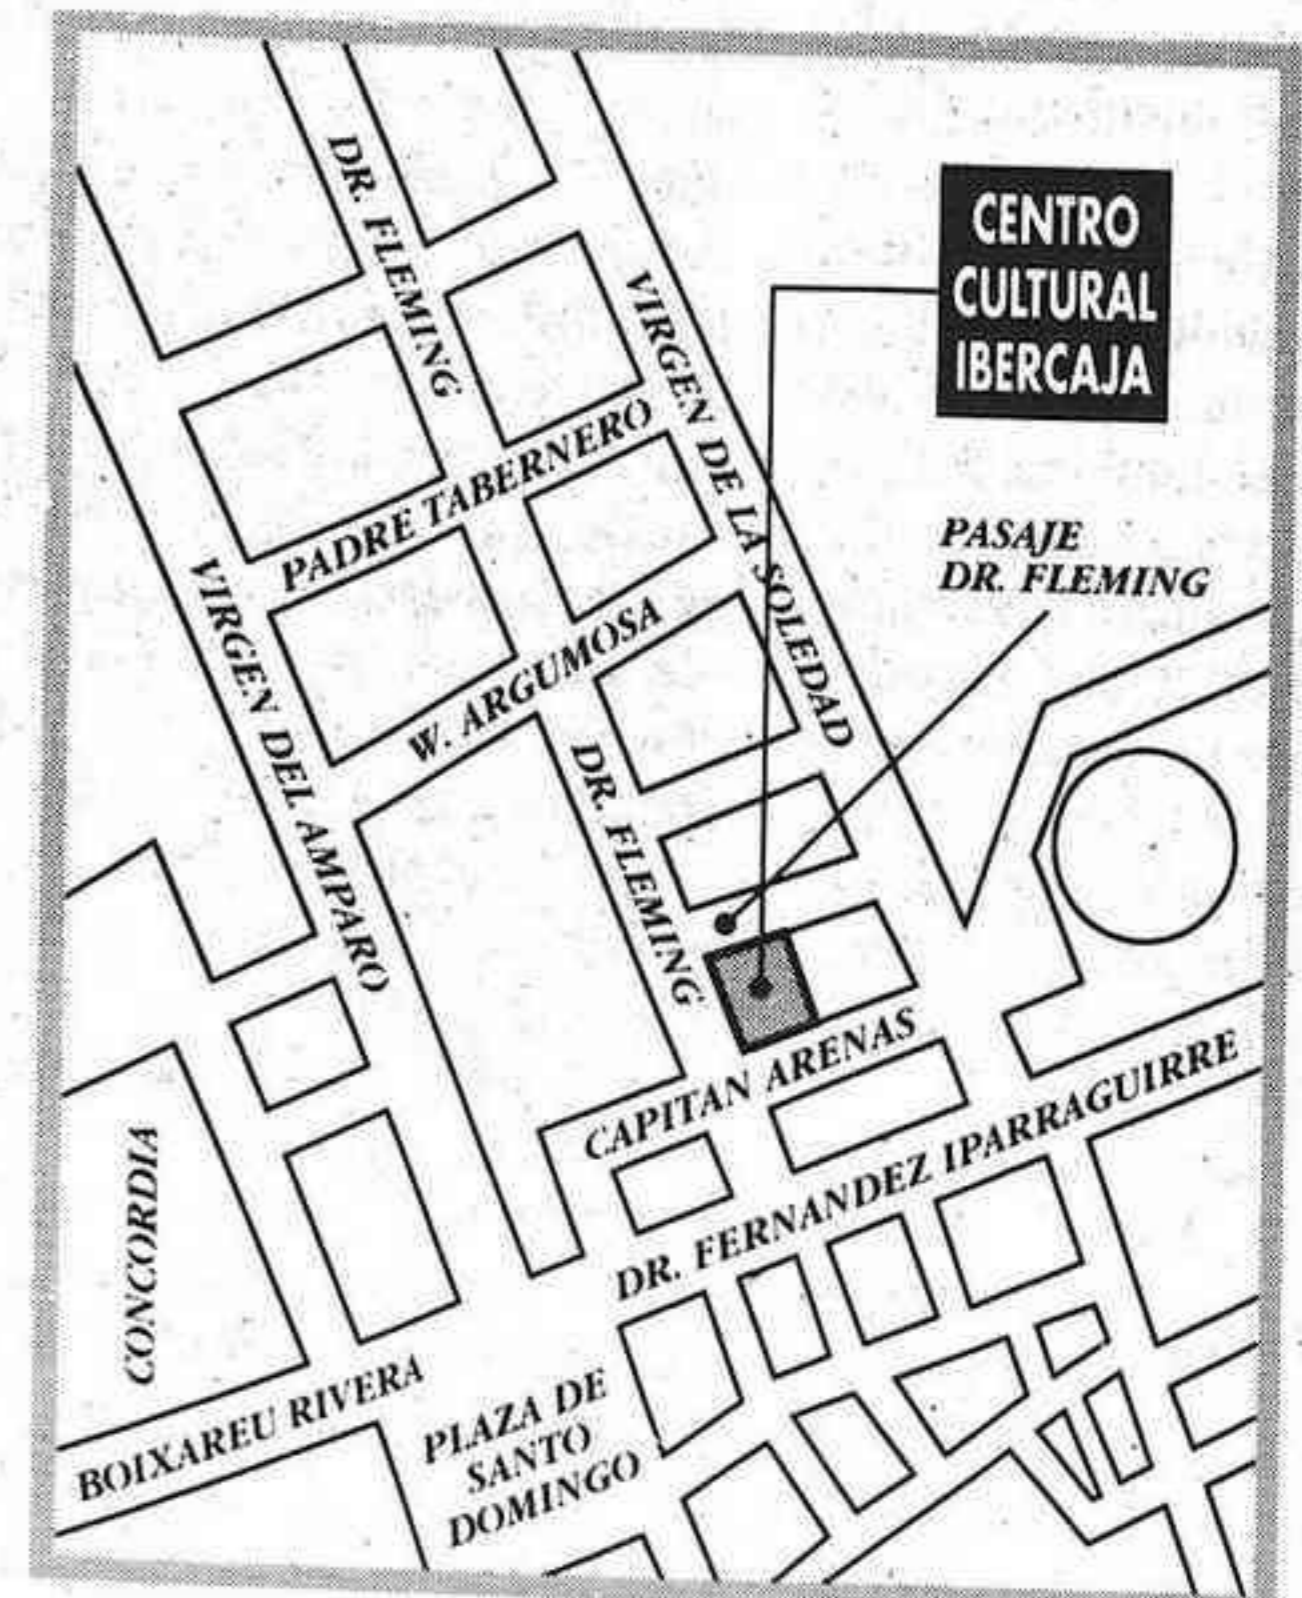 DR. FLEMING
VIRGEN DE LA SOLEDAD
CENTRO
CULTURAL
IBERCAJA
PADRE TABERNERO
PASAJE
DR. FLEMING
VIRGEN DEL AMPARO
W. ARGUMOSA
DR. FLEMING
CAPITAN ARENAS
DR. FERNANDEZ IPARRAGUIRRE
CONCORDIA
BOIXAREU RIVERA
PLAZA DE
SANTO
DOMINGO